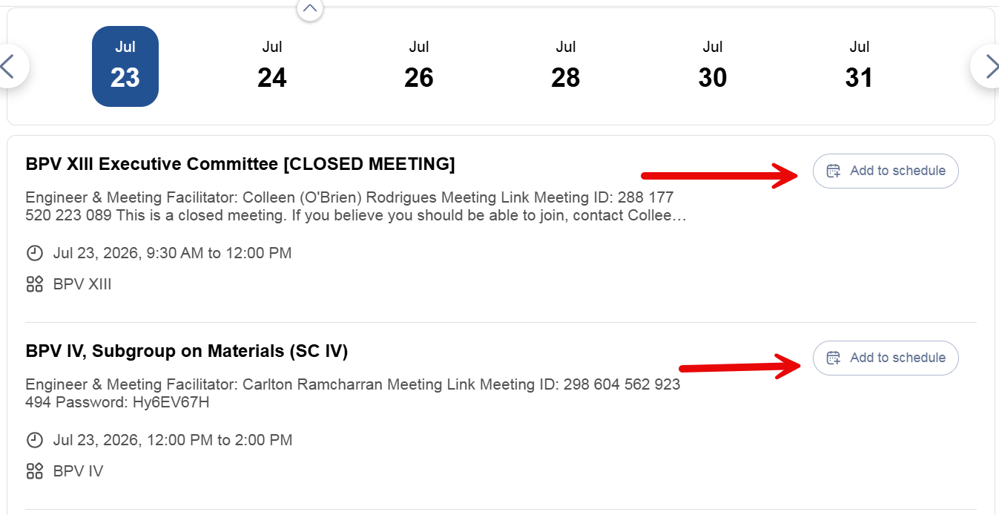 Jul
23
Jul
24
Jul
26
Jul
28
Jul
30
Jul
31
BPV XIII Executive Committee [CLOSED MEETING]
Add to schedule
Engineer & Meeting Facilitator: Colleen (O'Brien) Rodrigues Meeting Link Meeting ID: 288 177
520 223 089 This is a closed meeting. If you believe you should be able to join, contact Collee…
Jul 23, 2026, 9:30 AM to 12:00 PM
BPV XIII
BPV IV, Subgroup on Materials (SC IV)
Add to schedule
Engineer & Meeting Facilitator: Carlton Ramcharran Meeting Link Meeting ID: 298 604 562 923
494 Password: Hy6EV67H
Jul 23, 2026, 12:00 PM to 2:00 PM
BPV IV